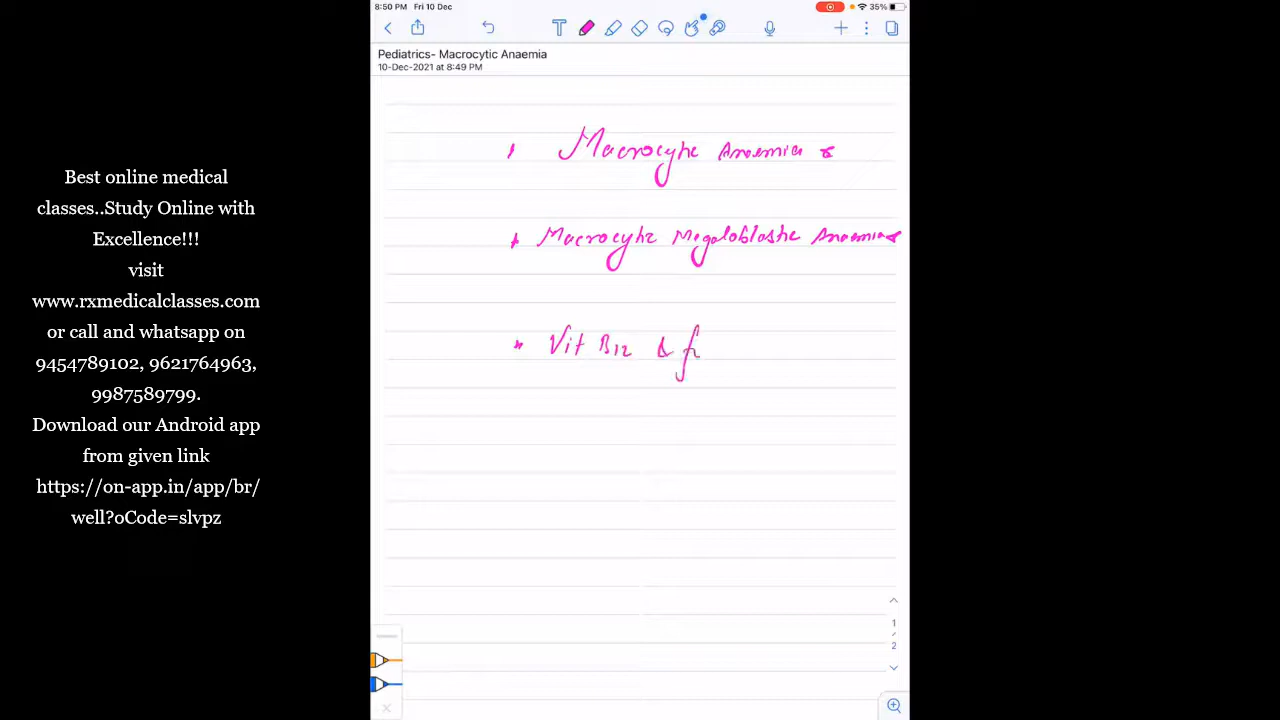 8:50 PM Fri 10 Dec
35%
Pediatrics- Macrocytic Anaemia
10-Dec-2021 at 8:49 PM
Macrocytic Anaemia
Macrocytic Megaloblastic Anaemia
* Vit B12 &
Best online medical
classes..Study Online with
Excellence!!!
visit
www.rxmedicalclasses.com
or call and whatsapp on
9454789102, 9621764963,
9987589799.
Download our Android app
from given link
https://on-app.in/app/br/
well?oCode=slvpz
1
2